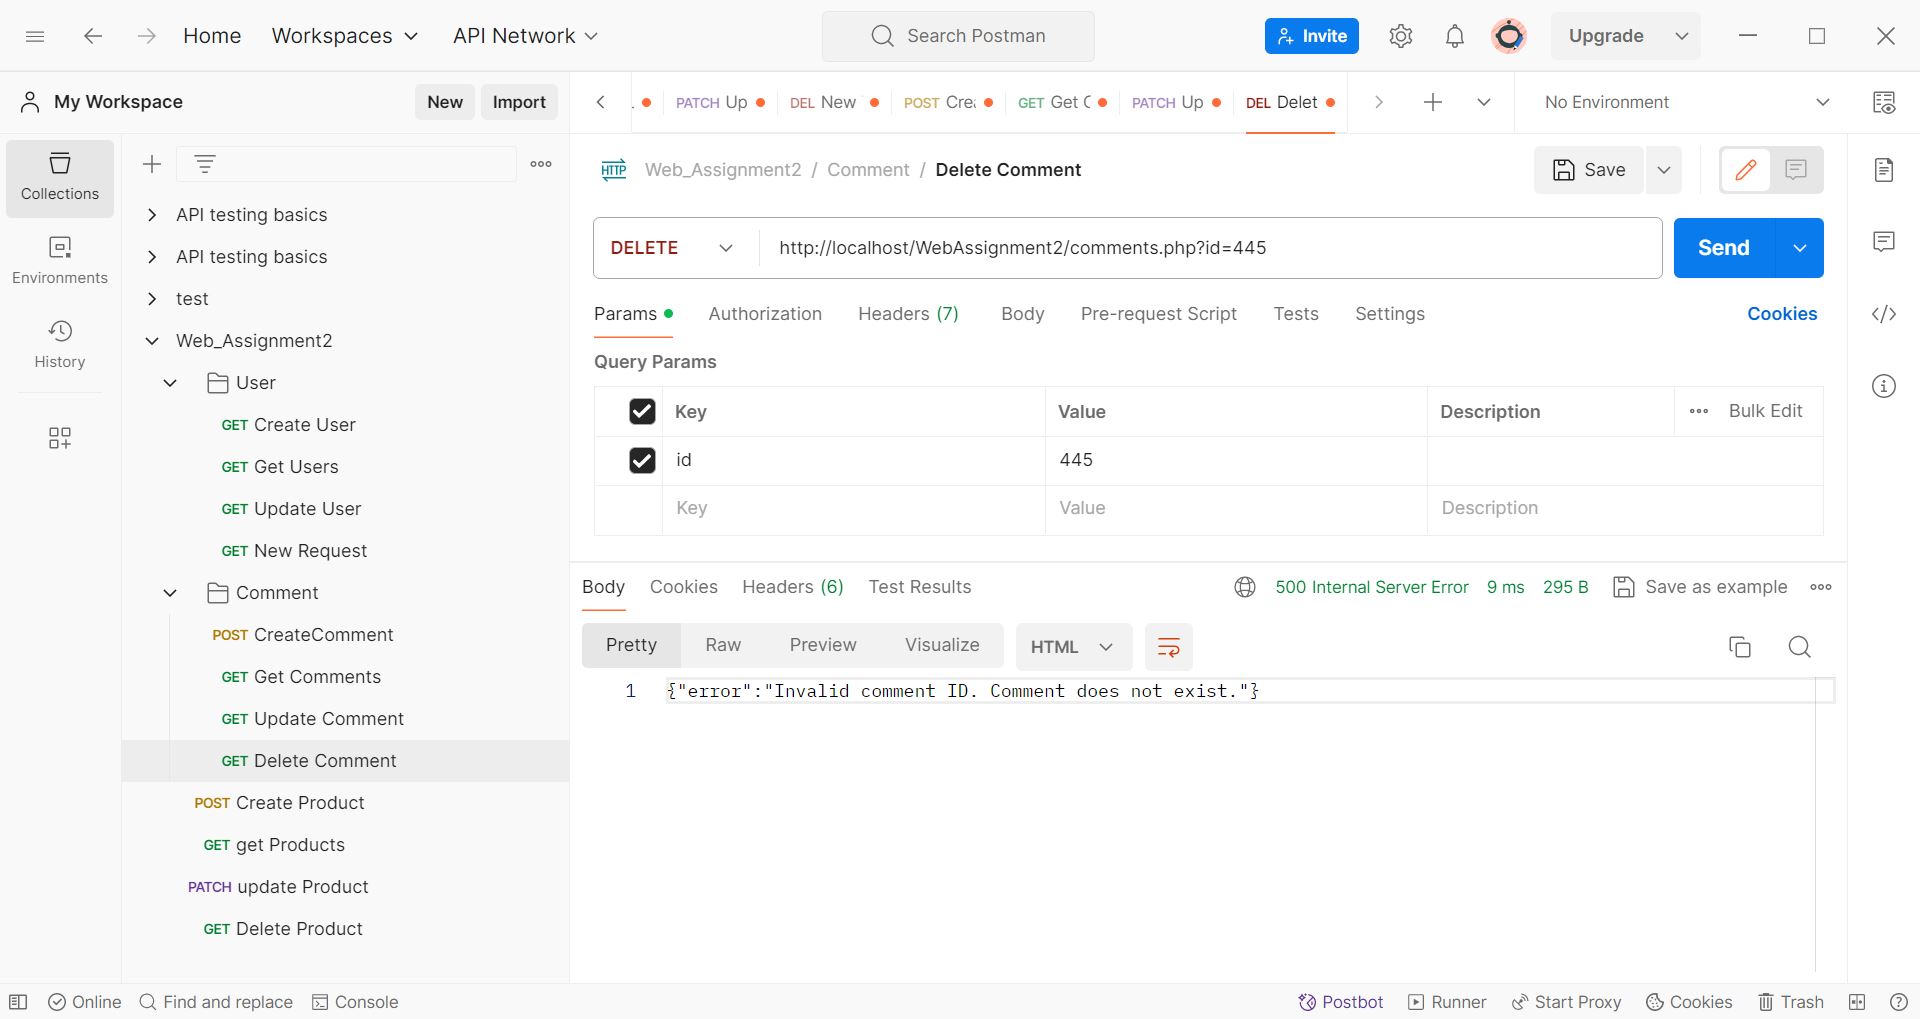 Home Workspaces API Network Search Postman Invite Upgrade
My Workspace New Import
PATCH Up DEL New POST Cre GET Get C PATCH Up DEL Delet No Environment
Collections
Environments
History
API testing basics
API testing basics
test
Web_Assignment2
User
GET Create User
GET Get Users
GET Update User
GET New Request
Comment
POST CreateComment
GET Get Comments
GET Update Comment
GET Delete Comment
POST Create Product
GET get Products
PATCH update Product
GET Delete Product
HTTP Web_Assignment2 / Comment / Delete Comment Save
DELETE http://localhost/WebAssignment2/comments.php?id=445 Send
Params Authorization Headers (7) Body Pre-request Script Tests Settings Cookies
Query Params
Key Value Description Bulk Edit
id 445
Key Value Description
Body Cookies Headers (6) Test Results 500 Internal Server Error 9 ms 295 B Save as example
Pretty Raw Preview Visualize HTML
1 {"error":"Invalid comment ID. Comment does not exist."}
Online Find and replace Console Postbot Runner Start Proxy Cookies Trash